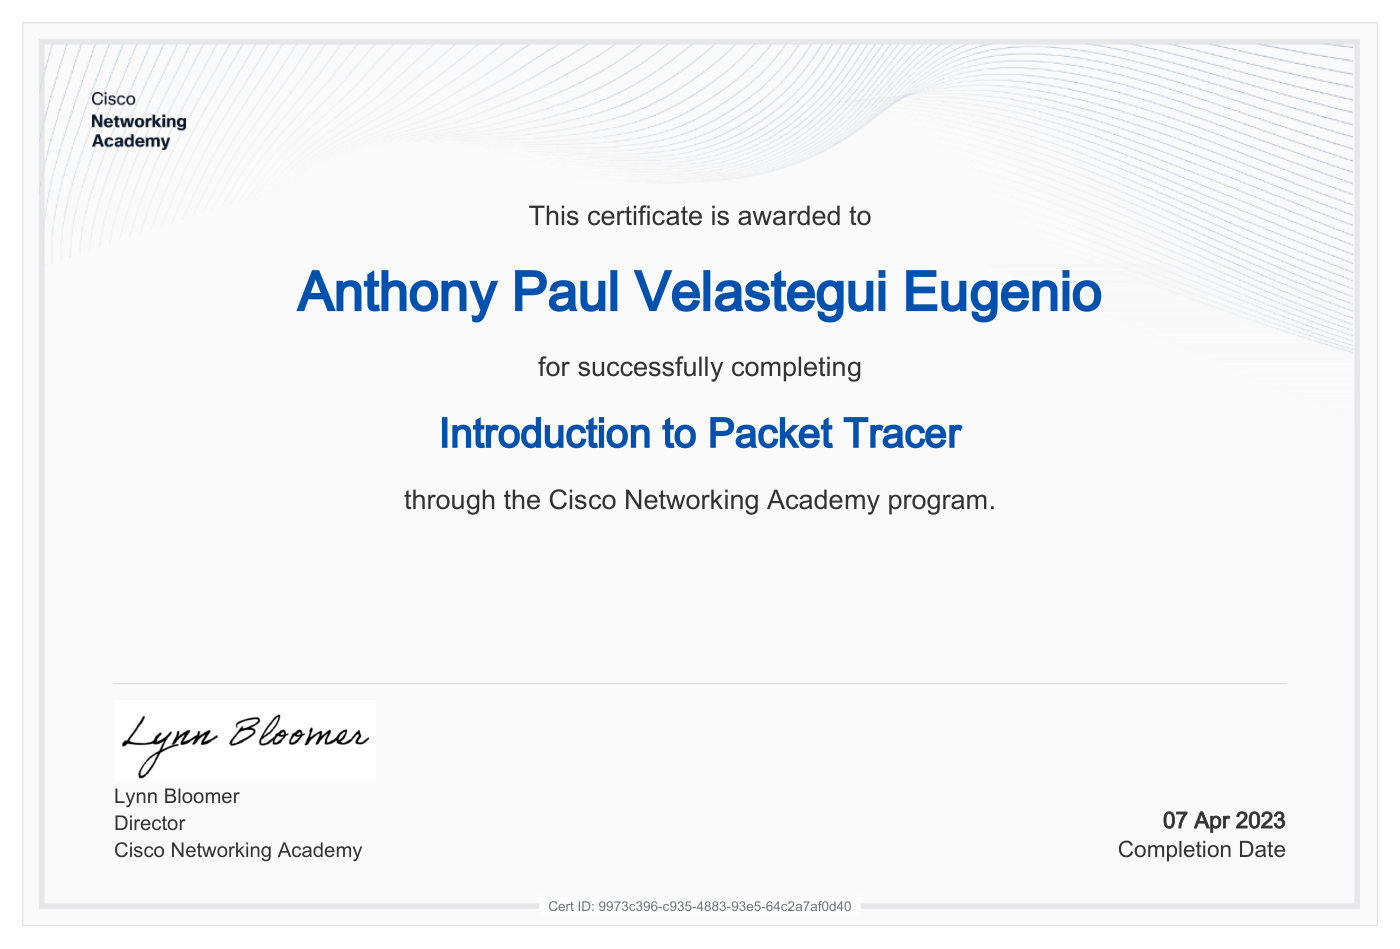 Cisco
Networking
Academy
This certificate is awarded to
Anthony Paul Velastegui Eugenio
for successfully completing
Introduction to Packet Tracer
through the Cisco Networking Academy program.
Lynn Bloomer
Lynn Bloomer
Director
Cisco Networking Academy
07 Apr 2023
Completion Date
Cert ID: 9973c396-c935-4883-93e5-64c2a7af0d40